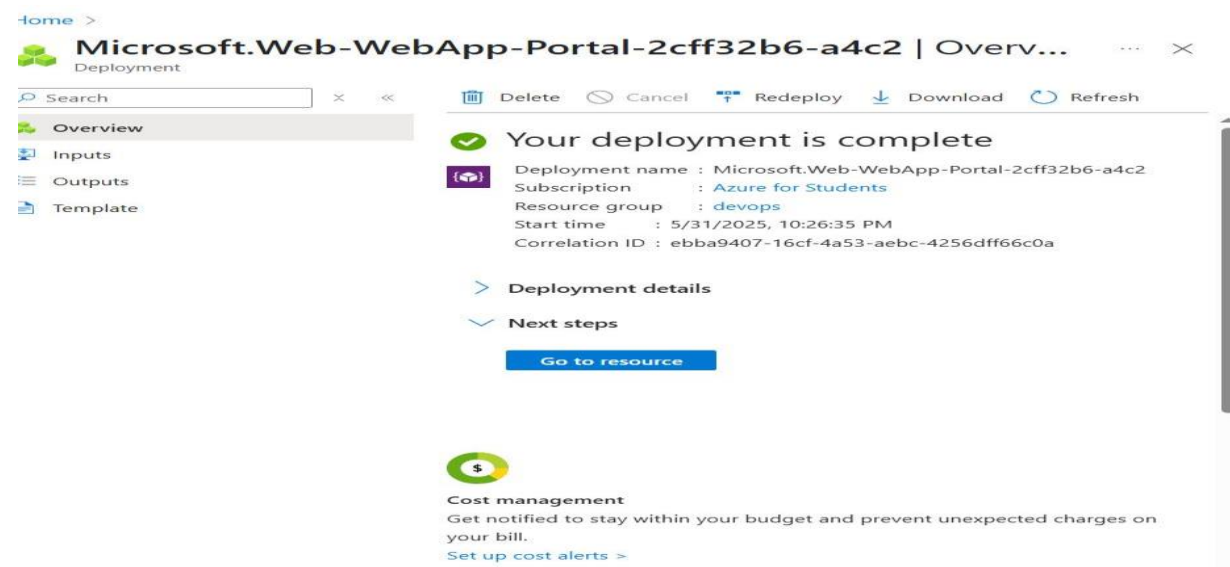 Home >
Microsoft.Web-WebApp-Portal-2cff32b6-a4c2 | Overv... ...
Deployment
Search
Delete Cancel Redeploy Download Refresh
Overview
Inputs
Outputs
Template
Your deployment is complete
Deployment name : Microsoft.Web-WebApp-Portal-2cff32b6-a4c2
Subscription : Azure for Students
Resource group : devops
Start time : 5/31/2025, 10:26:35 PM
Correlation ID : ebba9407-16cf-4a53-aebc-4256dff66c0a
Deployment details
Next steps
Go to resource
$
Cost management
Get notified to stay within your budget and prevent unexpected charges on
your bill.
Set up cost alerts >